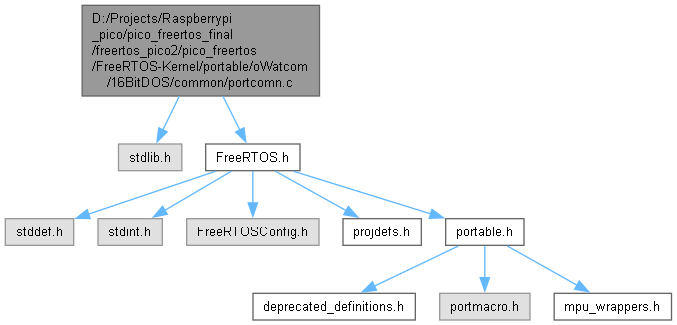 D:/Projects/Raspberrypi
_pico/pico_freertos_final
/freertos_pico2/pico_freertos
/FreeRTOS-Kernel/portable/oWatcom
/16BitDOS/common/portcomn.c
stdlib.h
FreeRTOS.h
stddef.h
stdint.h
FreeRTOSConfig.h
projdefs.h
portable.h
deprecated_definitions.h
portmacro.h
mpu_wrappers.h